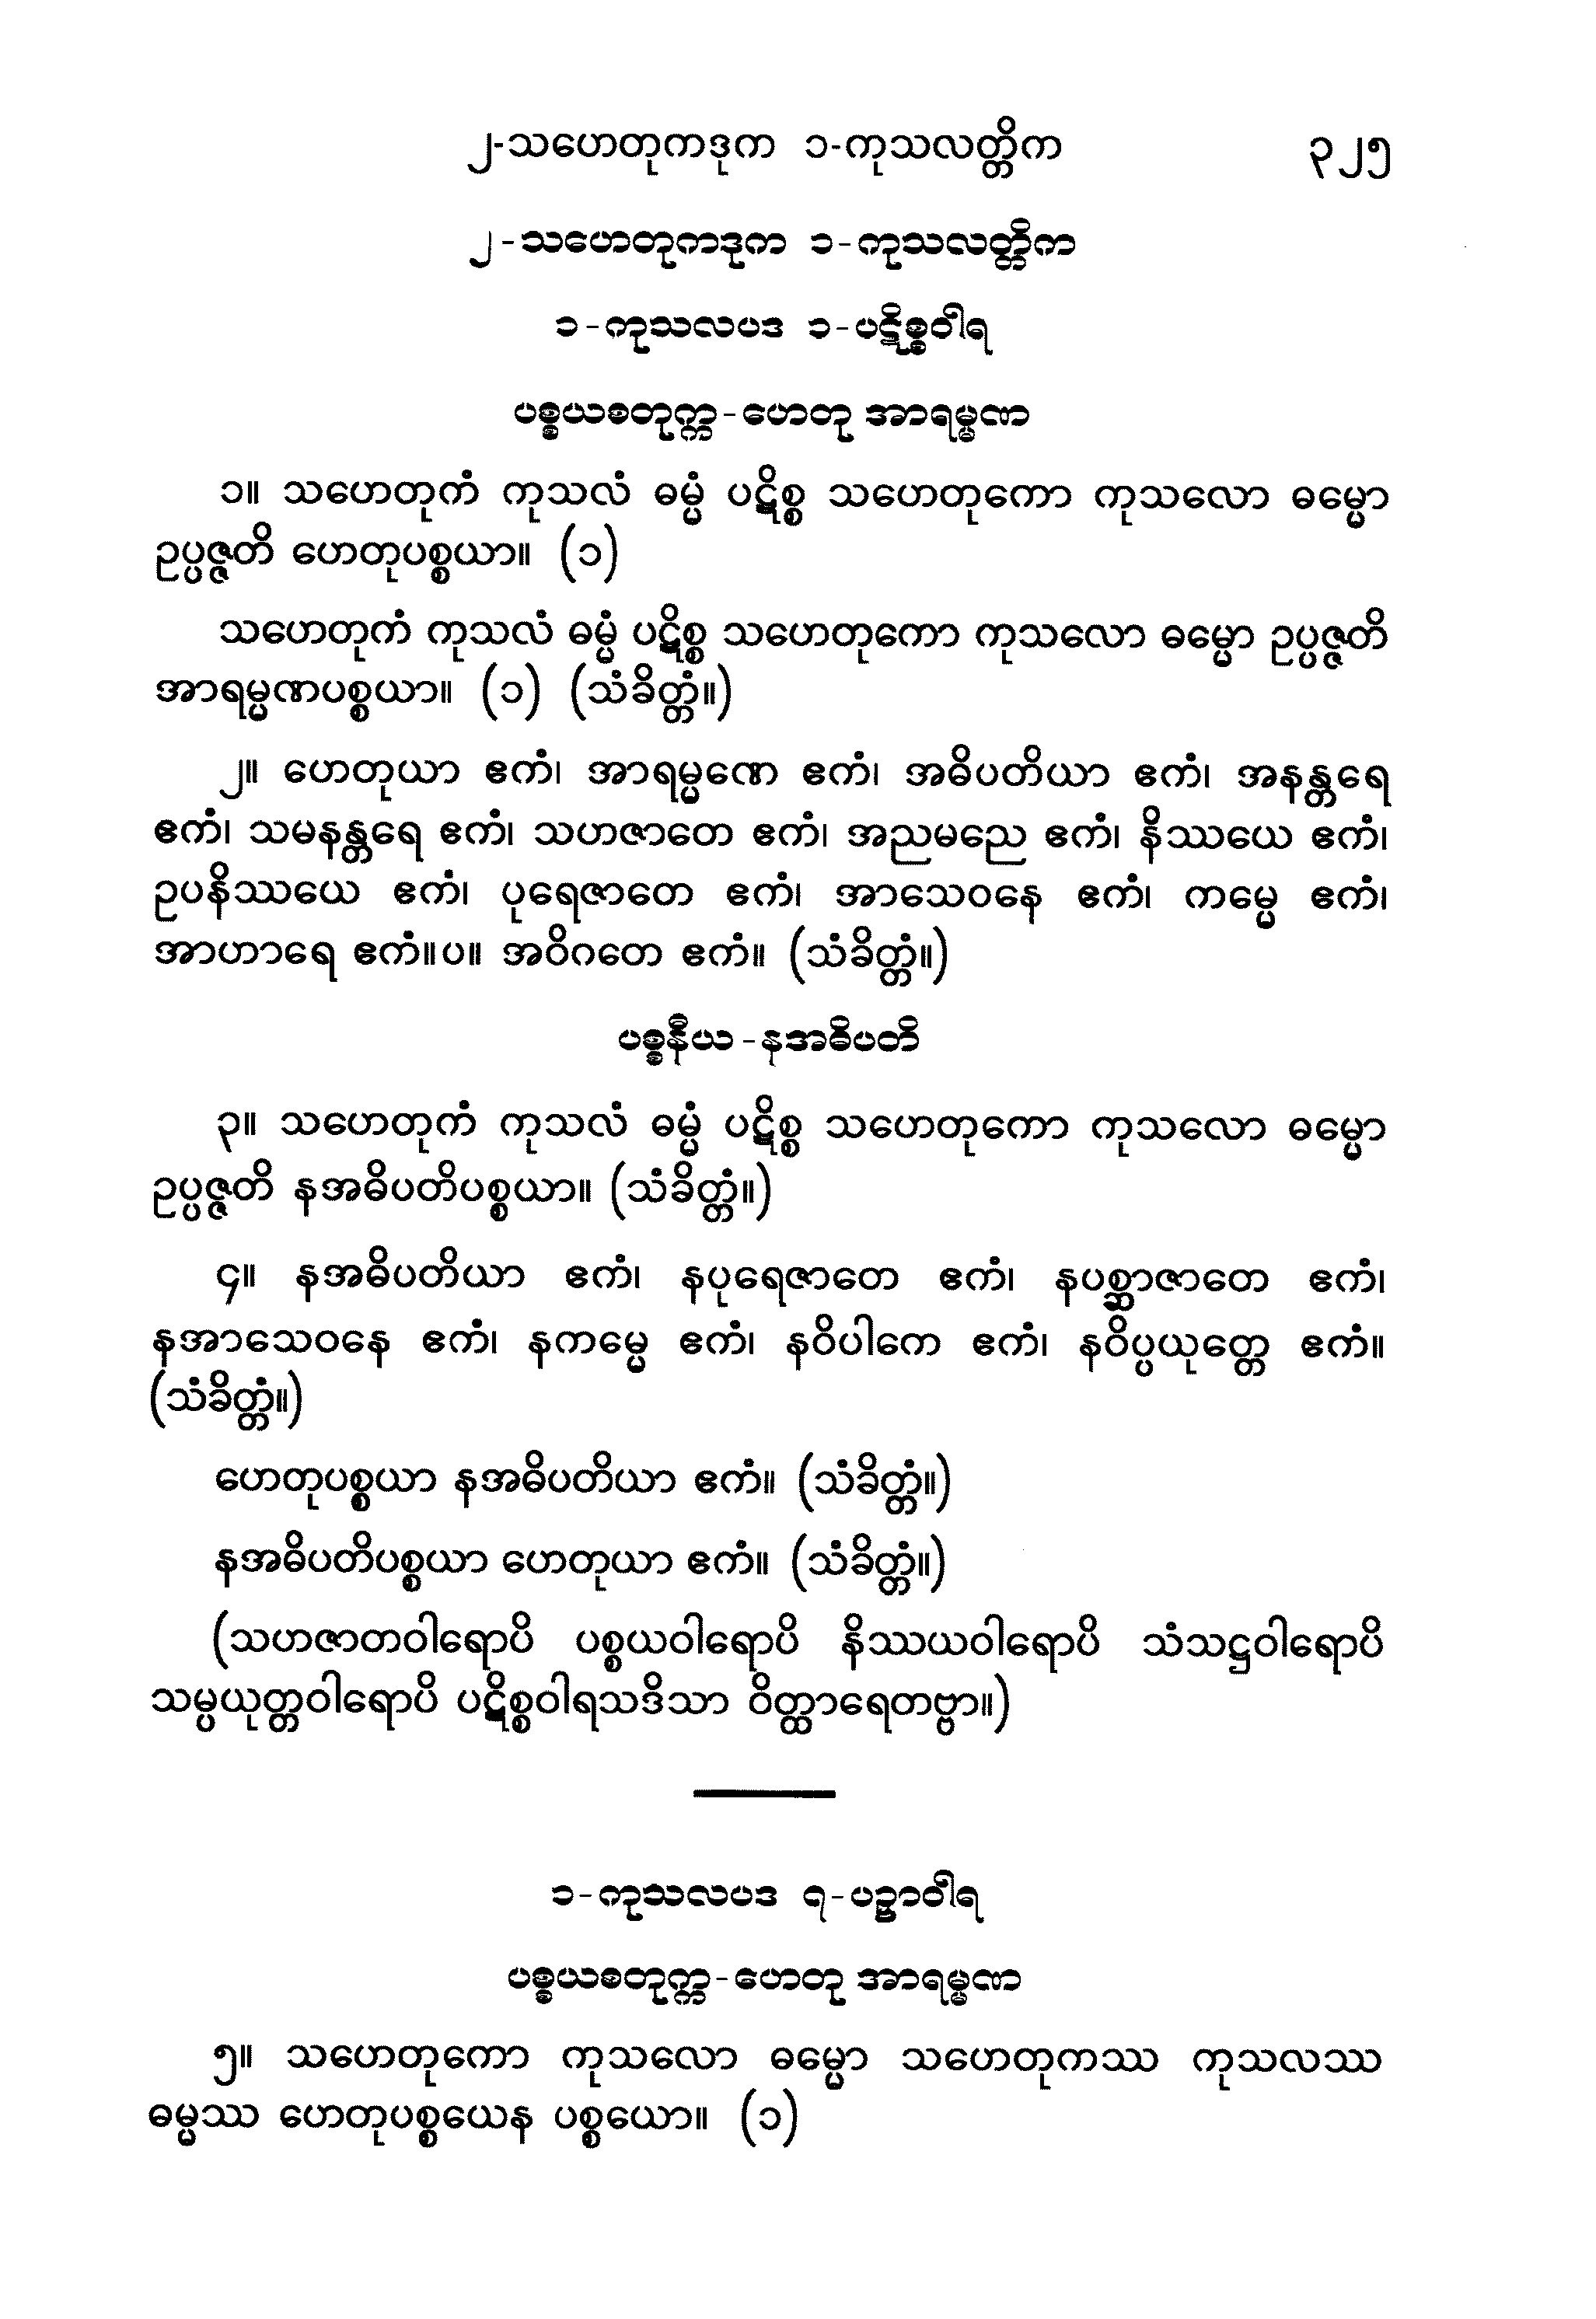 ၂-သဟေတုကဒုက ၁-ကုသလတ္တိက ၃၂၅
၂-သဟေတုကဒုက ၁-ကုသလတ္တိက
၁-ကုသလပဒ ၁-ပဋိစ္စဝါရ
ပစ္စယစတုက္က-ဟေတု အာရမ္မဏ
၁။ သဟေတုကံ ကုသလံ ဓမ္မံ ပဋိစ္စ သဟေတုကော ကုသလော ဓမ္မော
ဥပ္ပဇ္ဇတိ ဟေတုပစ္စယာ။ (၁)
သဟေတုကံ ကုသလံ ဓမ္မံ ပဋိစ္စ သဟေတုကော ကုသလော ဓမ္မော ဥပ္ပဇ္ဇတိ
အာရမ္မဏပစ္စယာ။ (၁) (သံခိတ္တံ။)
၂။ ဟေတုယာ ဧကံ၊ အာရမ္မဏေ ဧကံ၊ အဓိပတိယာ ဧကံ၊ အနန္တရေ
ဧကံ၊ သမနန္တရေ ဧကံ၊ သဟဇာတေ ဧကံ၊ အညမညေ ဧကံ၊ နိဿယေ ဧကံ၊
ဥပနိဿယေ ဧကံ၊ ပုရေဇာတေ ဧကံ၊ အာသေဝနေ ဧကံ၊ ကမ္မေ ဧကံ၊
အာဟာရေ ဧကံ။ပ။ အဝိဂတေ ဧကံ။ (သံခိတ္တံ။)
ပစ္စနီယ-နအဓိပတိ
၃။ သဟေတုကံ ကုသလံ ဓမ္မံ ပဋိစ္စ သဟေတုကော ကုသလော ဓမ္မော
ဥပ္ပဇ္ဇတိ နအဓိပတိပစ္စယာ။ (သံခိတ္တံ။)
၄။ နအဓိပတိယာ ဧကံ၊ နပုရေဇာတေ ဧကံ၊ နပစ္ဆာဇာတေ ဧကံ၊
နအာသေဝနေ ဧကံ၊ နကမ္မေ ဧကံ၊ နဝိပါကေ ဧကံ၊ နဝိပ္ပယုတ္တေ ဧကံ။
(သံခိတ္တံ။)
ဟေတုပစ္စယာ နအဓိပတိယာ ဧကံ။ (သံခိတ္တံ။)
နအဓိပတိပစ္စယာ ဟေတုယာ ဧကံ။ (သံခိတ္တံ။)
(သဟဇာတဝါရောပိ ပစ္စယဝါရောပိ နိဿယဝါရောပိ သံသဋ္ဌဝါရောပိ
သမ္ပယုတ္တဝါရောပိ ပဋိစ္စဝါရသဒိသာ ဝိတ္ထာရေတဗ္ဗာ။)
၁-ကုသလပဒ ၇-ပဉှာဝါရ
ပစ္စယစတုက္က-ဟေတု အာရမ္မဏ
၅။ သဟေတုကော ကုသလော ဓမ္မော သဟေတုကဿ ကုသလဿ
ဓမ္မဿ ဟေတုပစ္စယေန ပစ္စယော။ (၁)